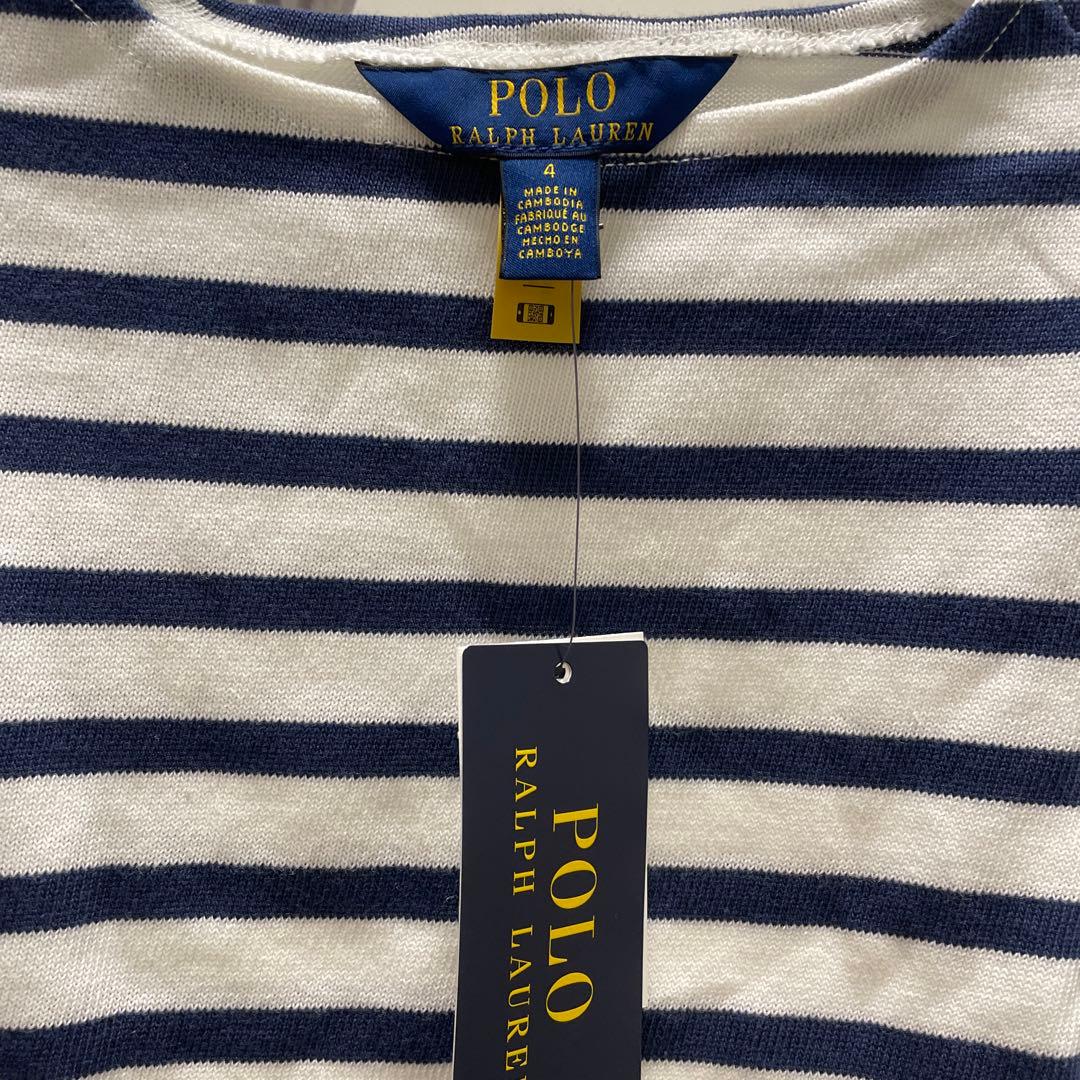 POLO
RALPH LAUREN
4
MADE IN
CAMBODIA
FABRIQUÉ AU
CAMBODGE
HECHO EN
CAMBOYA
POLO
RALPH LAUREN